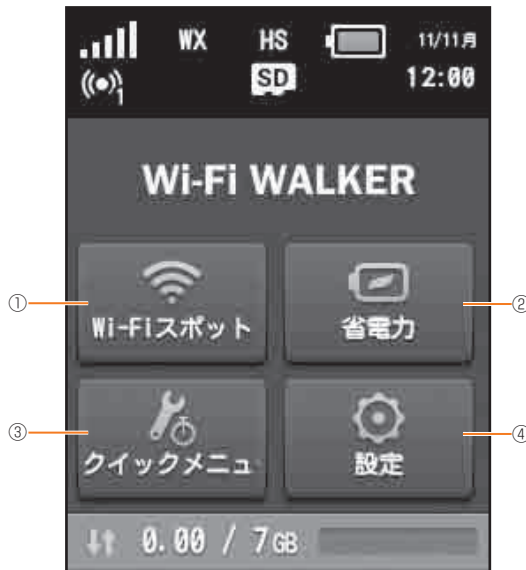 WX HS 11/11月
1 SD 12:00
Wi-Fi WALKER
① Wi-Fiスポット 省電力 ②
③ クイックメニュ 設定 ④
0.00 / 7GB